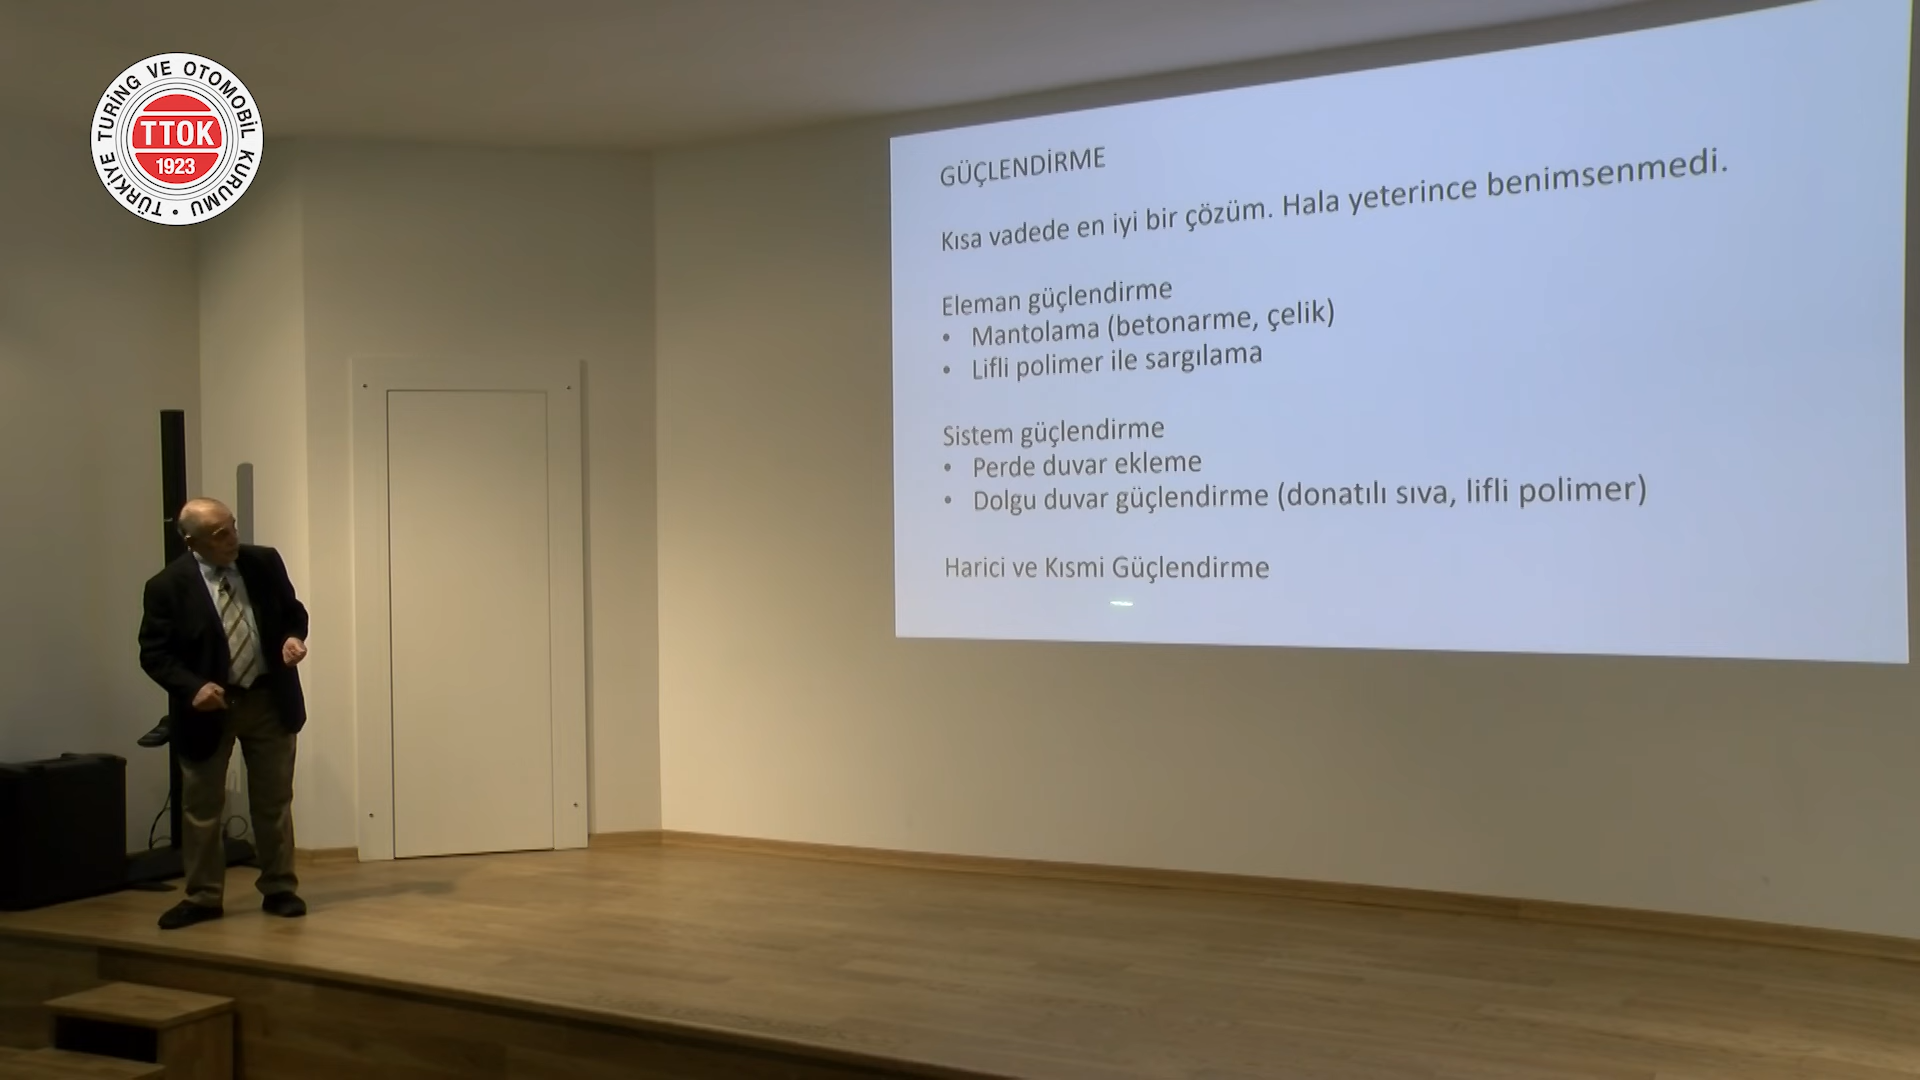 TÜRKİYE TURİNG VE OTOMOBİL KURUMU •
TTOK
1923
GÜÇLENDİRME
Kısa vadede en iyi bir çözüm. Hala yeterince benimsenmedi.
Eleman güçlendirme
• Mantolama (betonarme, çelik)
• Lifli polimer ile sargılama
Sistem güçlendirme
• Perde duvar ekleme
• Dolgu duvar güçlendirme (donatılı sıva, lifli polimer)
Harici ve Kısmi Güçlendirme